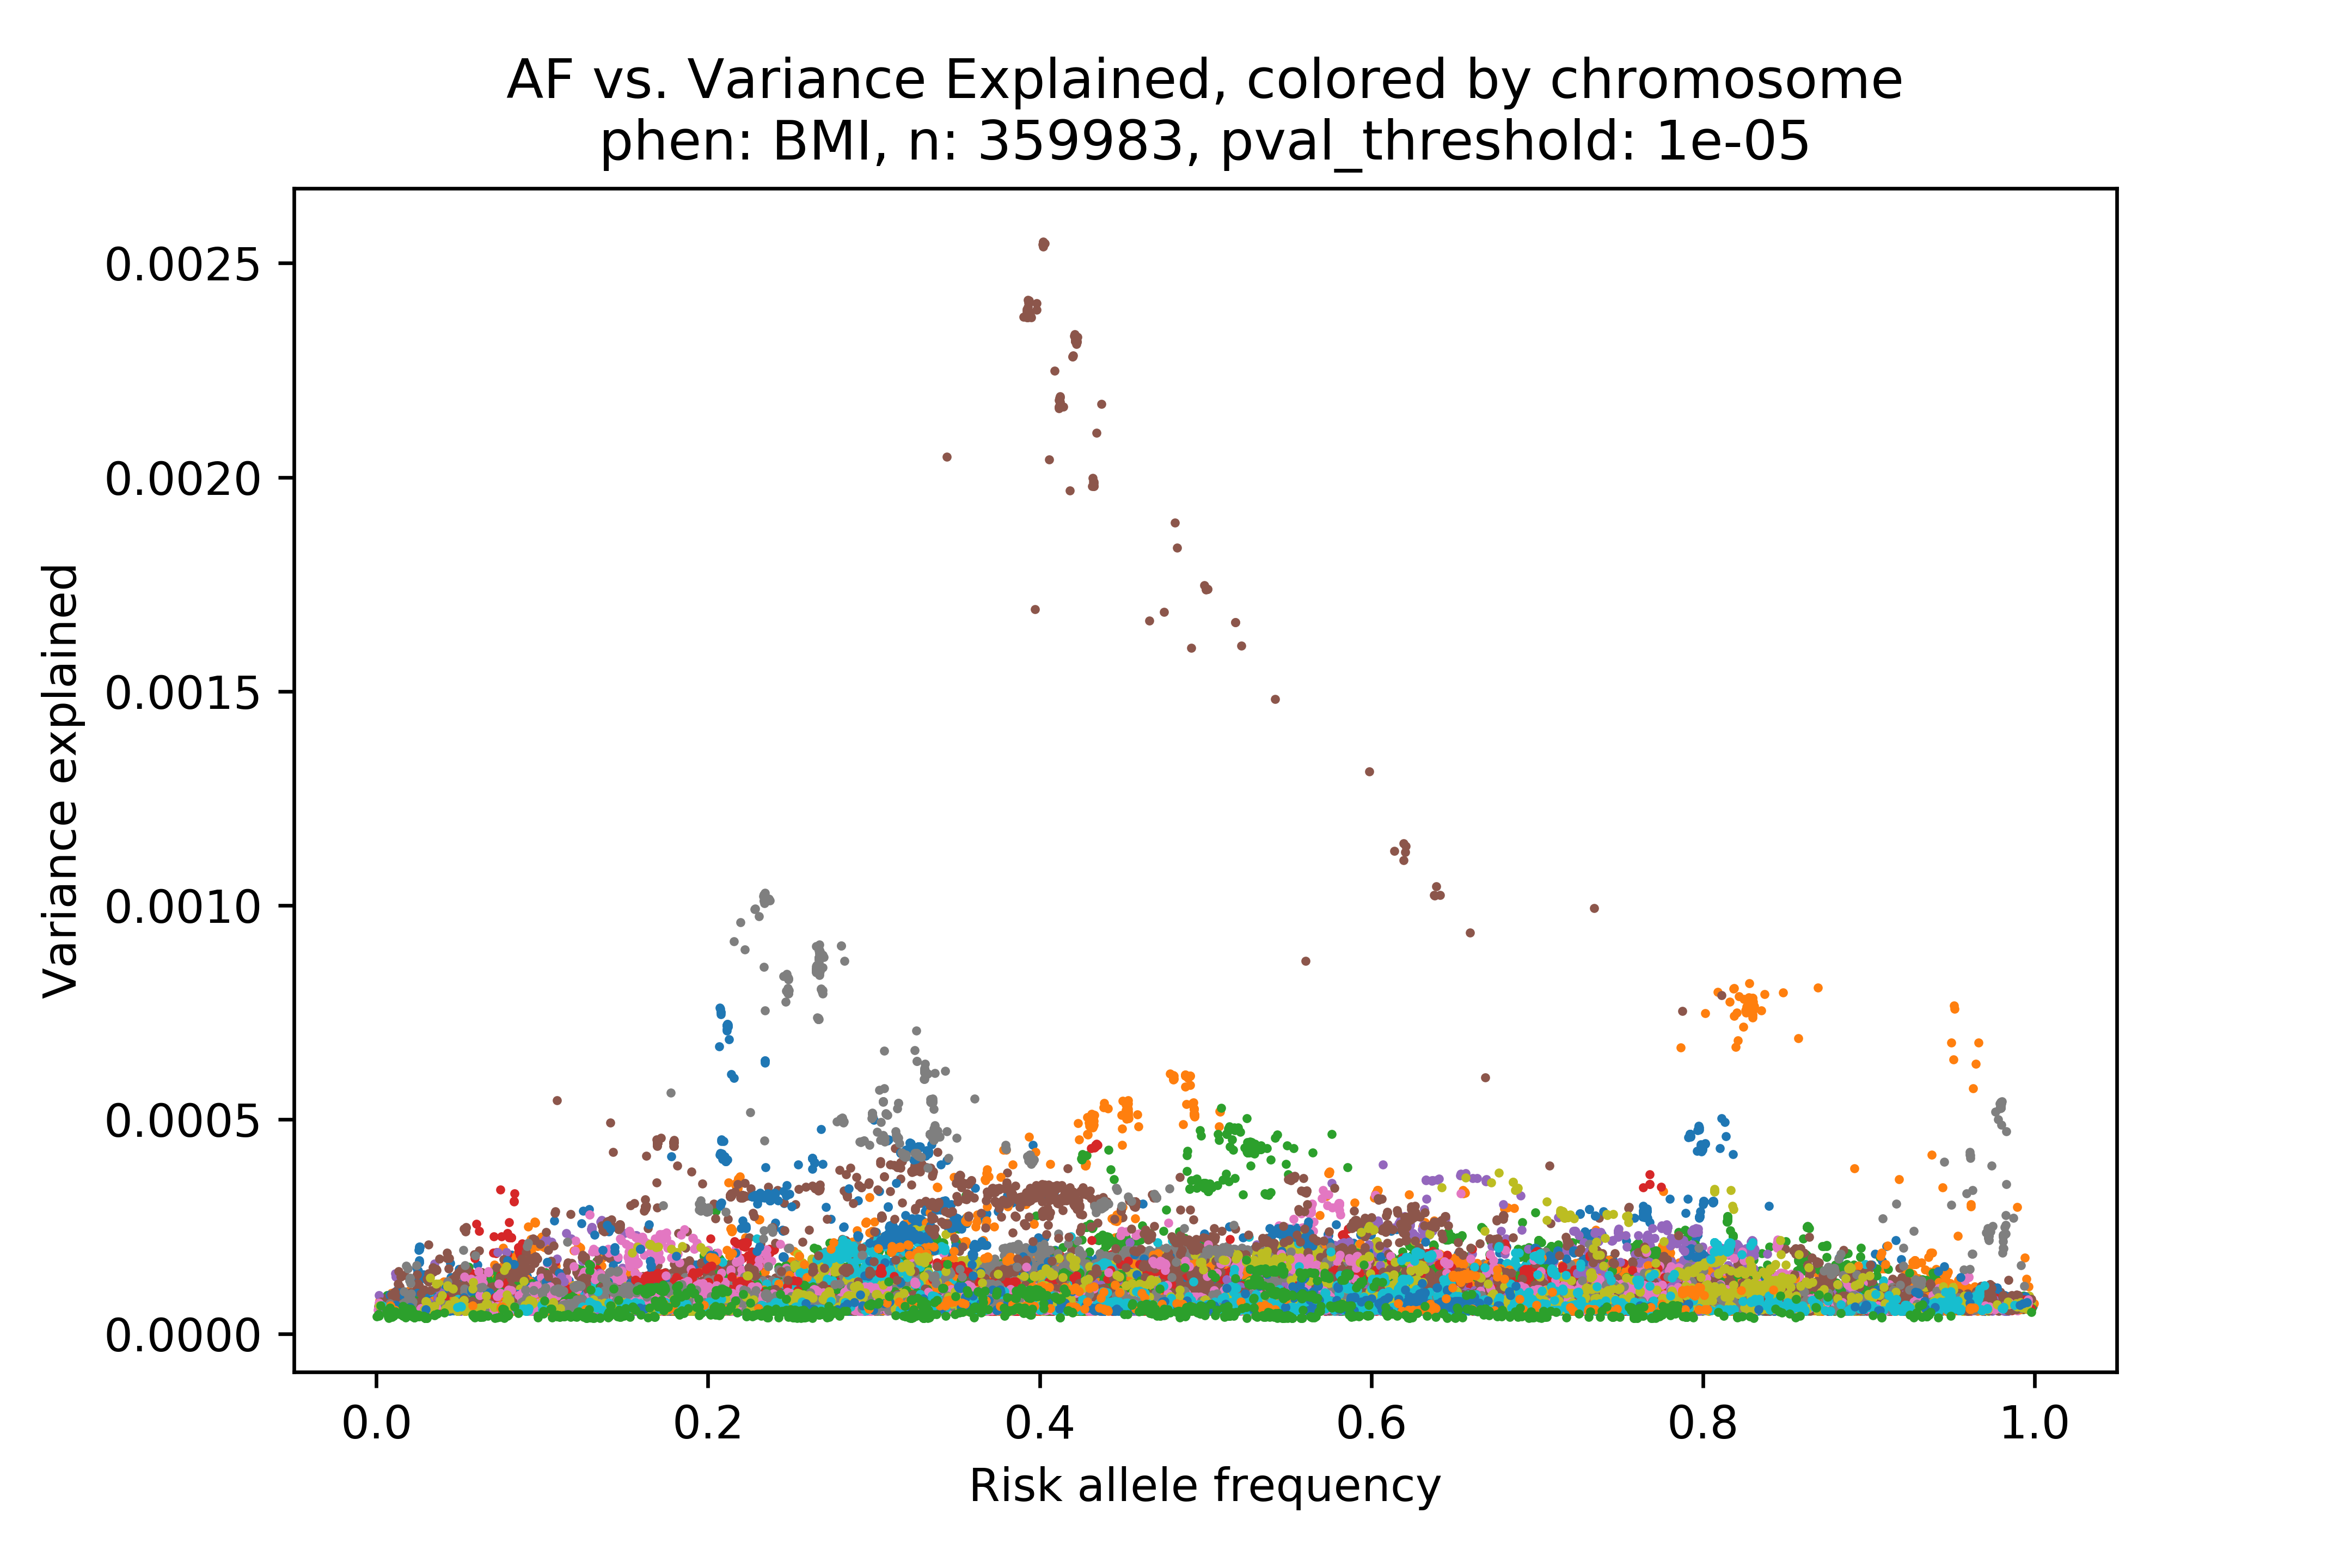 AF vs. Variance Explained, colored by chromosome
phen: BMI, n: 359983, pval_threshold: 1e-05
Variance explained
0.0025
0.0020
0.0015
0.0010
0.0005
0.0000
0.0 0.2 0.4 0.6 0.8 1.0
Risk allele frequency